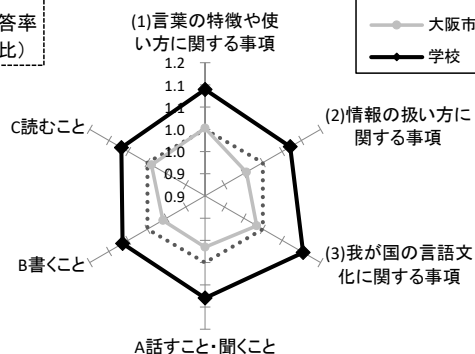 答率
比）
(1)言葉の特徴や使
い方に関する事項
大阪市
学校
1.2
1.1
1.1
1.0
1.0
0.9
0.9
(2)情報の扱い方に
関する事項
(3)我が国の言語文
化に関する事項
A話すこと・聞くこと
B書くこと
C読むこと